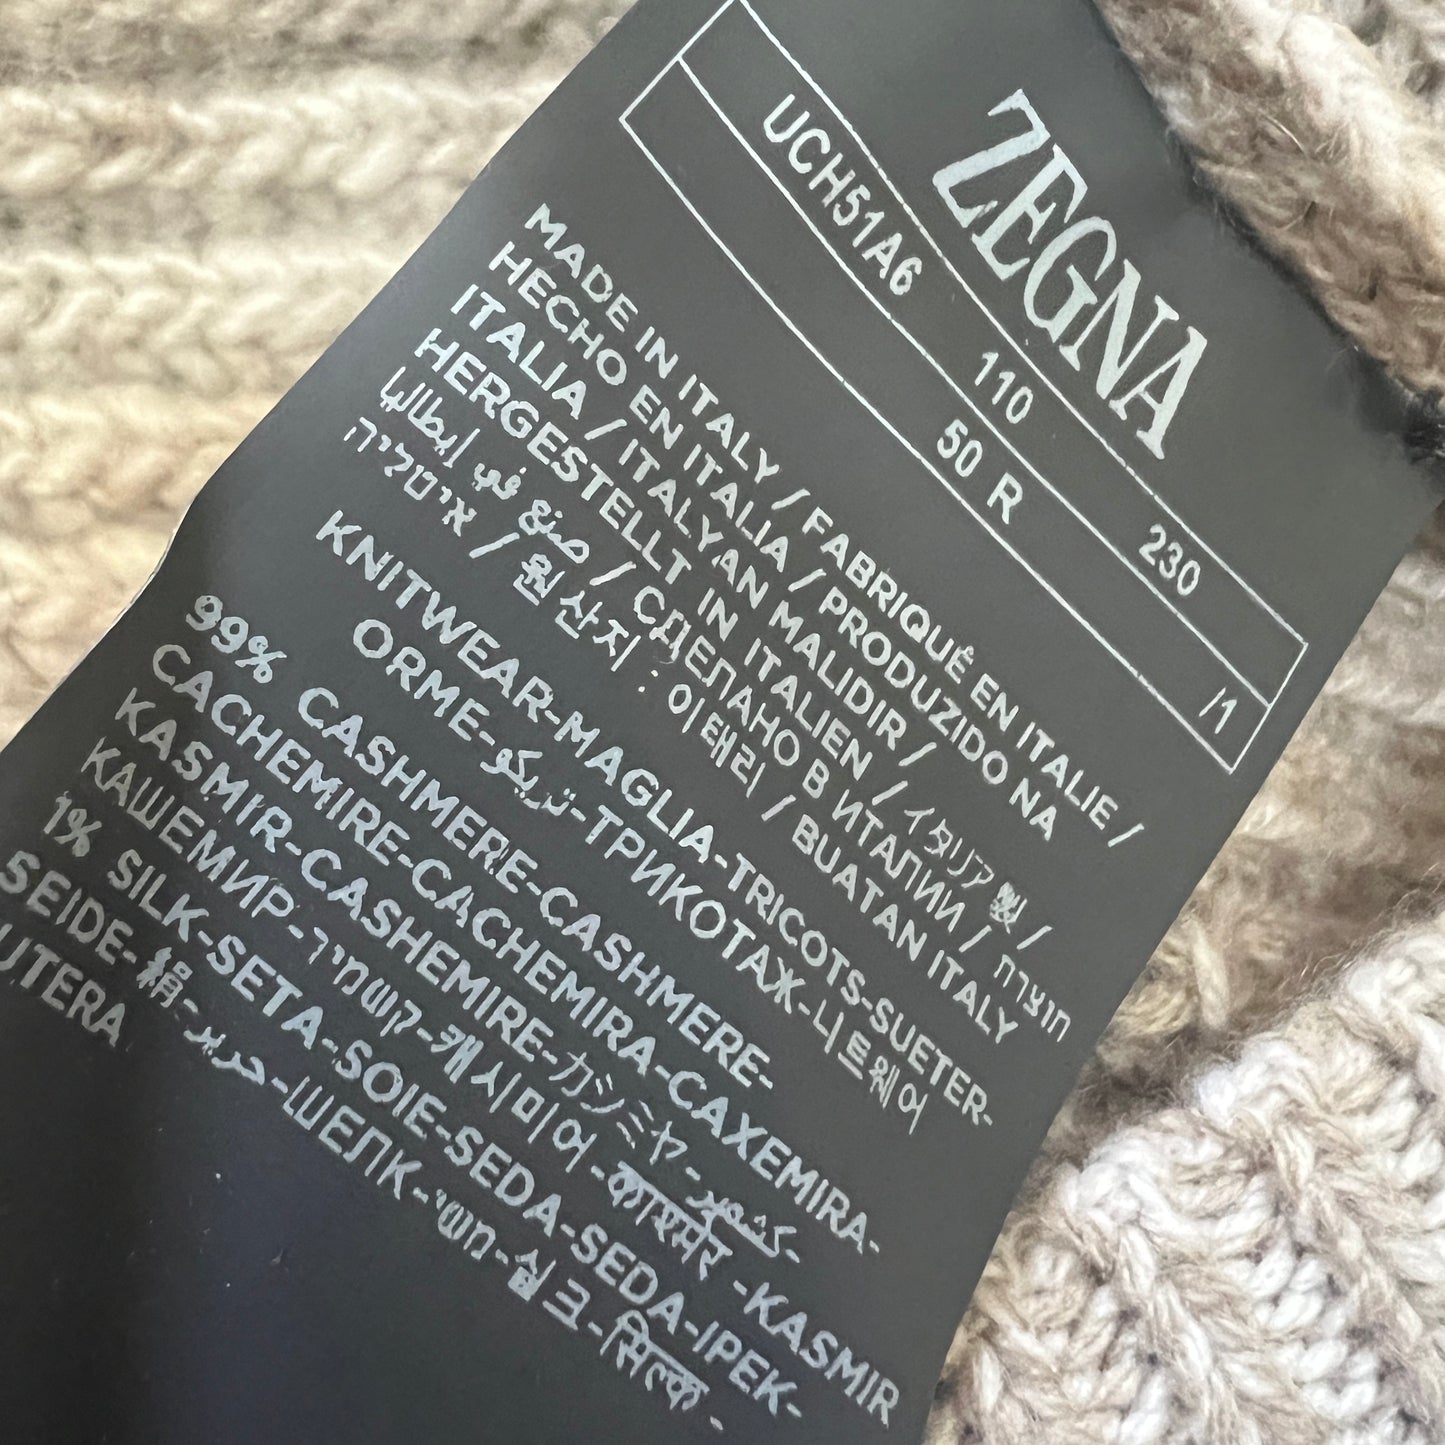 ZEGNA
UCH51A6 110 230
50 R /1
MADE IN ITALY / FABRIQUÉ EN ITALIE /
HECHO EN ITALIA / PRODUZIDO NA
ITALIA / ITALYAN MALIDIR /
HERGESTELLT IN ITALIEN / イタリア製 /
صنع في إيطاليا / СДЕЛАНО В ИТАЛИИ / תוצרת
איטליה / 원산지 : 이태리 / BUATAN ITALY
KNITWEAR-MAGLIA-TRICOTS-SUETER-
ORME-تريكو-ТРИКОТАЖ-니트웨어
99% CASHMERE-CASHMERE-
CACHEMIRE-CACHEMIRA-CAXEMIRA-
KASMIR-CASHEMIRE-カシミヤ-كشمير-
КАШЕМИР-קשמיר-캐시미어-काश्मीर -KASMIR
1% SILK-SETA-SOIE-SEDA-SEDA-IPEK-
SEIDE-絹-حرير-ШЕЛК-משי-실크-सिल्क -
UTERA